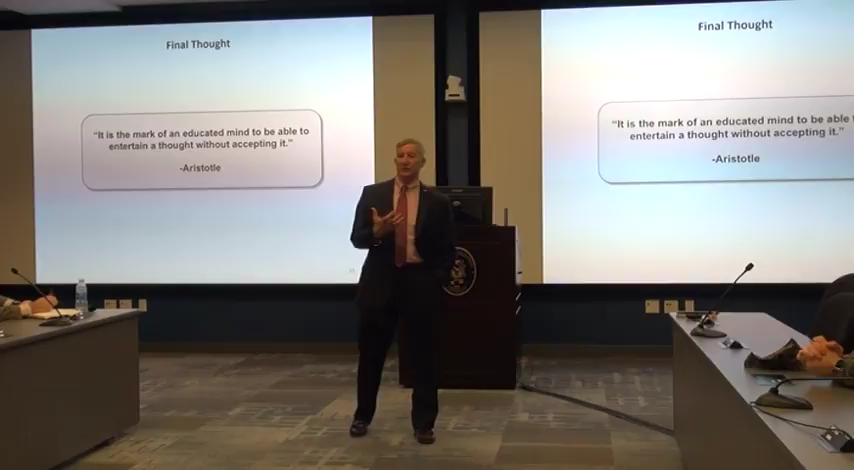 Final Thought
“It is the mark of an educated mind to be able to
entertain a thought without accepting it.”
-Aristotle
Final Thought
“It is the mark of an educated mind to be able
entertain a thought without accepting it.”
-Aristotle